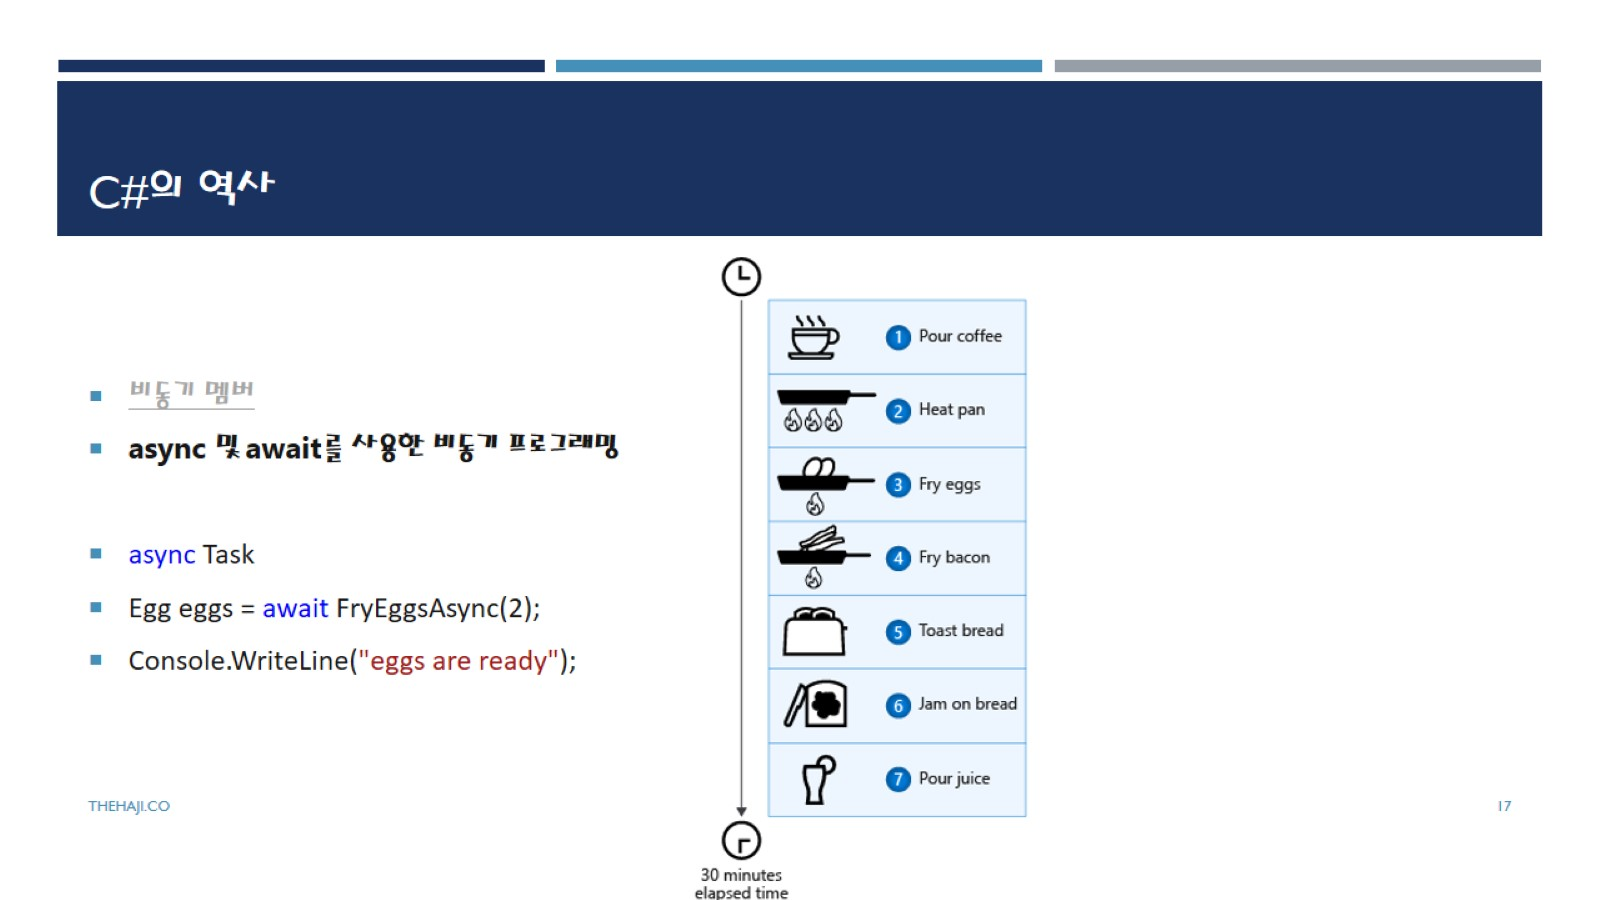 C#의 역사
비동기 멤버
async 및 await를 사용한 비동기 프로그래밍
async Task
Egg eggs = await FryEggsAsync(2);
Console.WriteLine("eggs are ready");
1 Pour coffee
2 Heat pan
3 Fry eggs
4 Fry bacon
5 Toast bread
6 Jam on bread
7 Pour juice
30 minutes
elapsed time
THEHAJI.CO
17